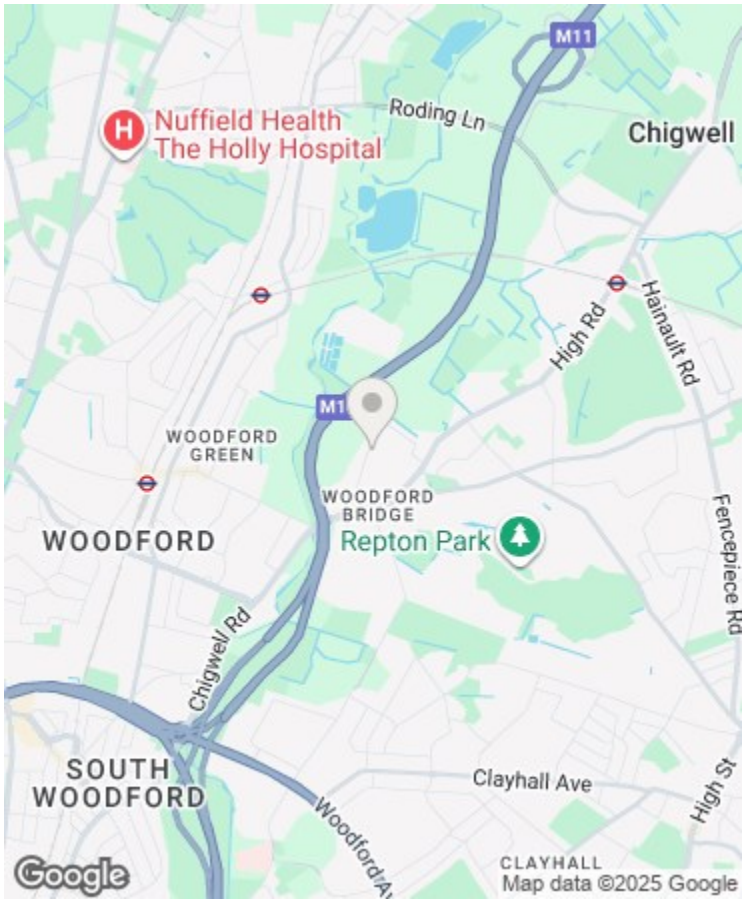 M11
Roding Ln
Chigwell
Nuffield Health
The Holly Hospital
High Rd
Hainault Rd
M1
WOODFORD
GREEN
WOODFORD
BRIDGE
WOODFORD
Repton Park
Fencepiece Rd
Chigwell Rd
SOUTH
WOODFORD
Clayhall Ave
High St
Woodford Av
CLAYHALL
Google
Map data ©2025 Google